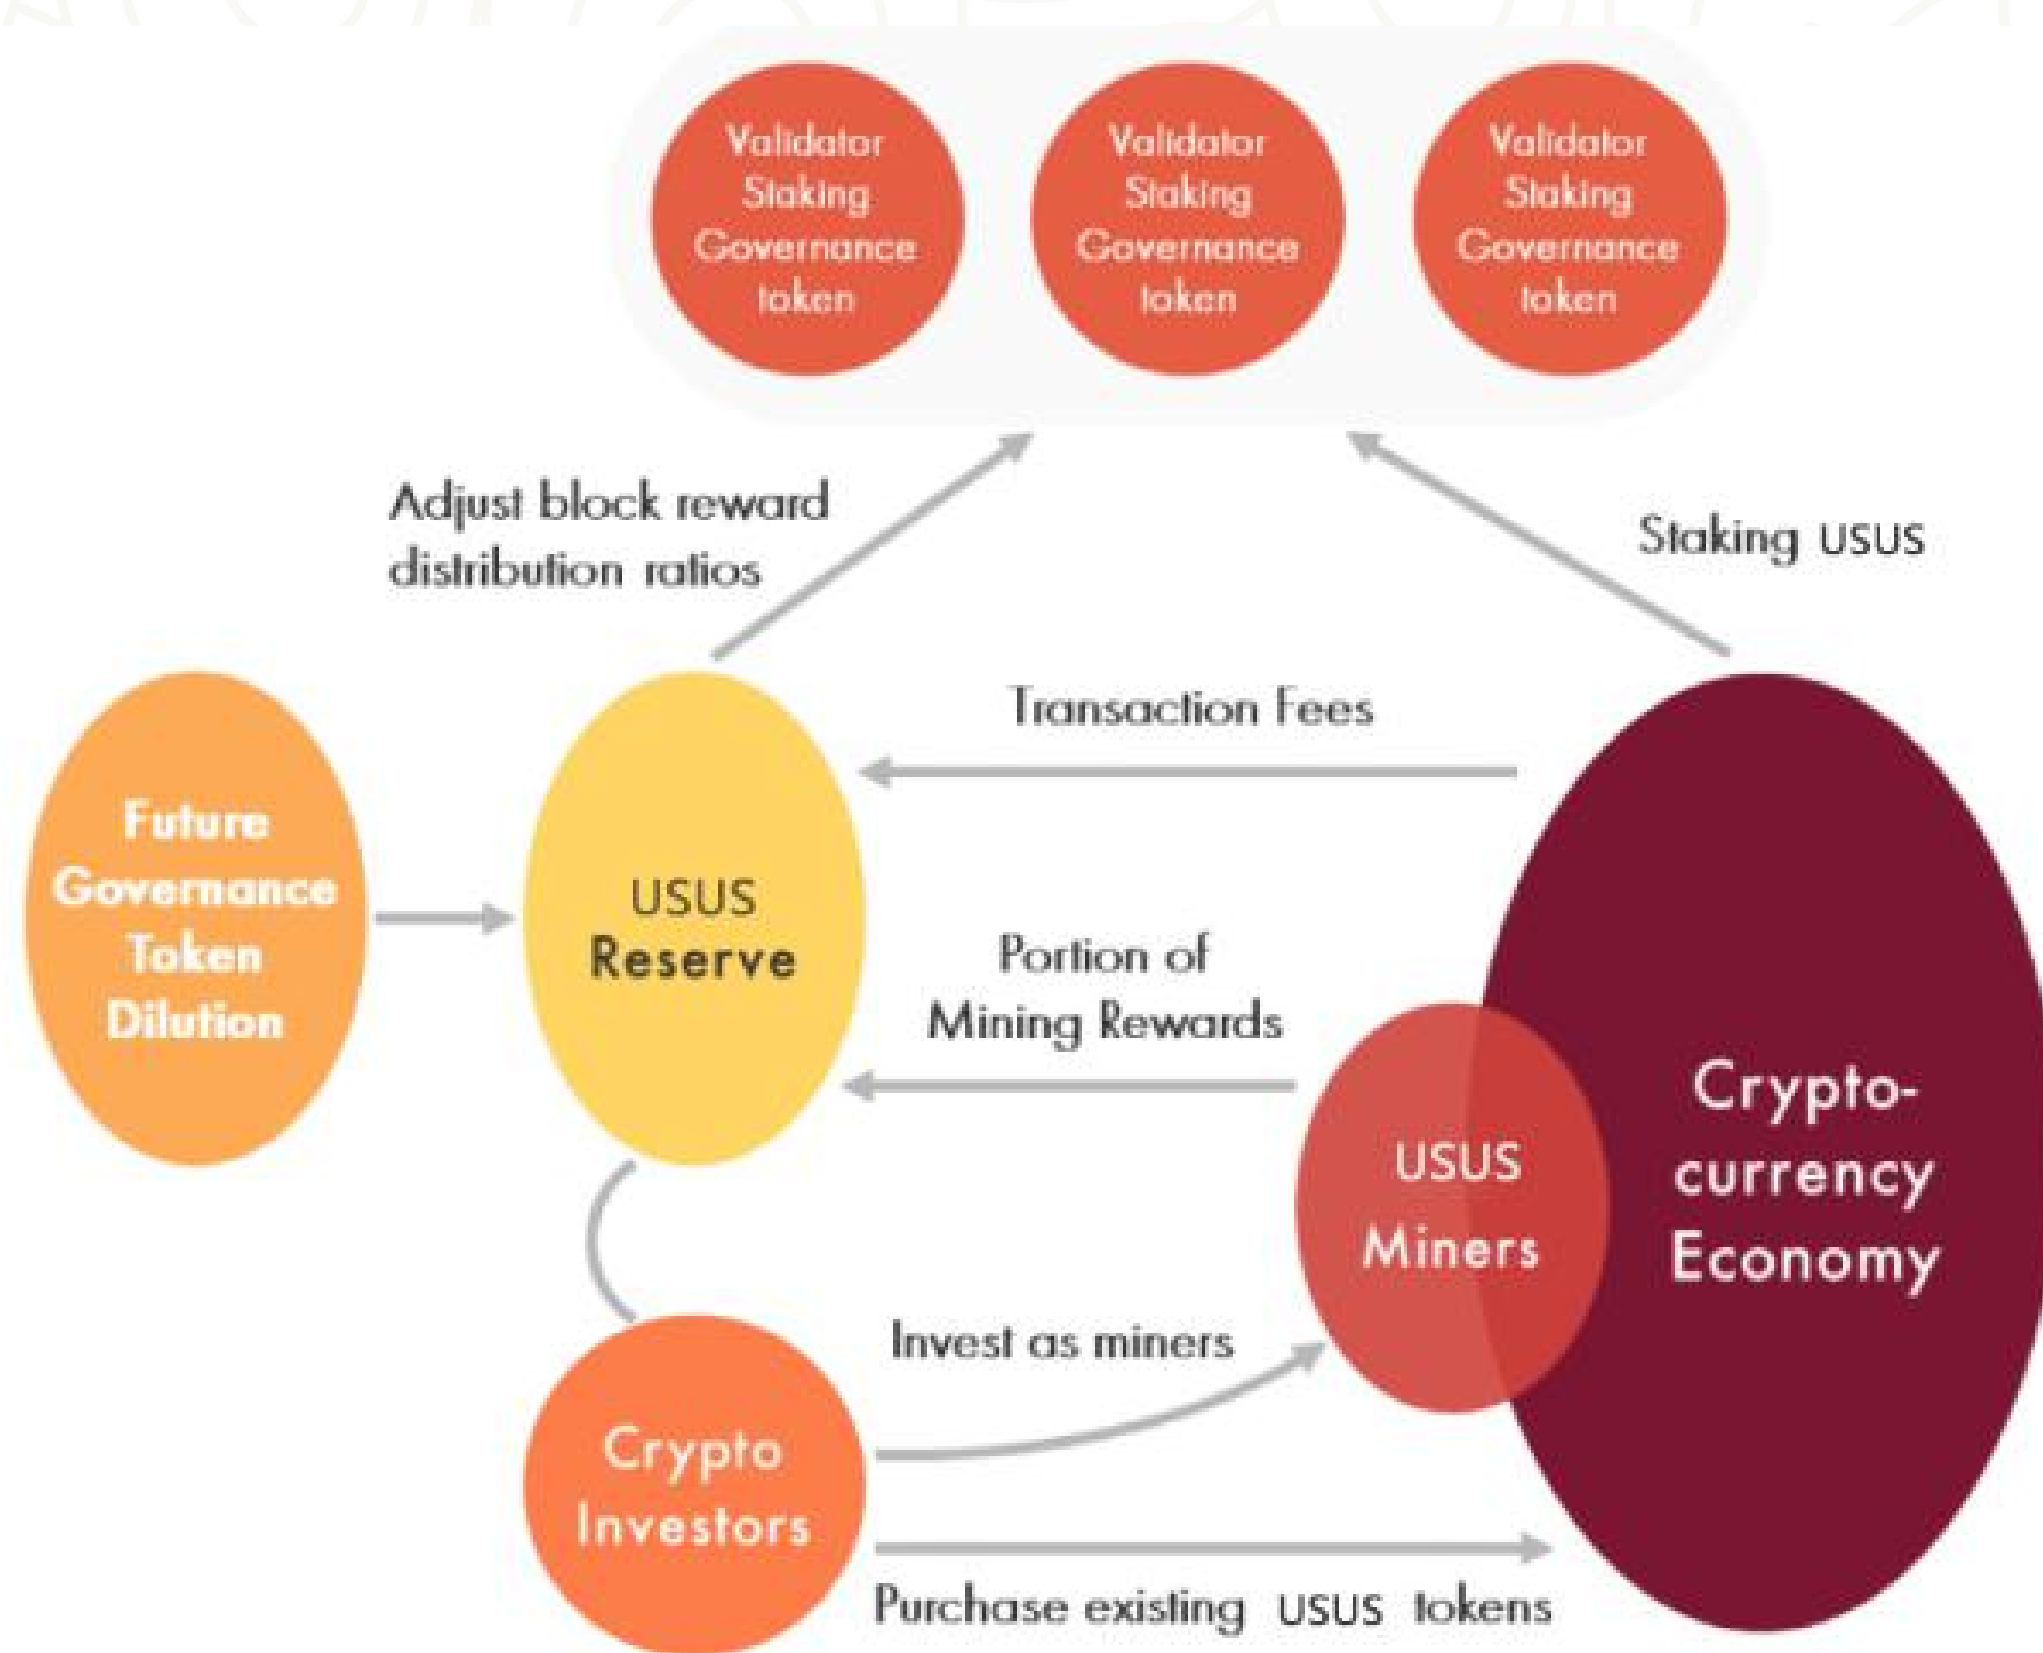 Validator
Staking
Governance
token
Validator
Staking
Governance
token
Validator
Staking
Governance
token
Adjust block reward
distribution ratios
Staking USUS
Transaction Fees
Future
Governance
Token
Dilution
USUS
Reserve
Portion of
Mining Rewards
USUS
Miners
Crypto-
currency
Economy
Invest as miners
Crypto
Investors
Purchase existing USUS tokens